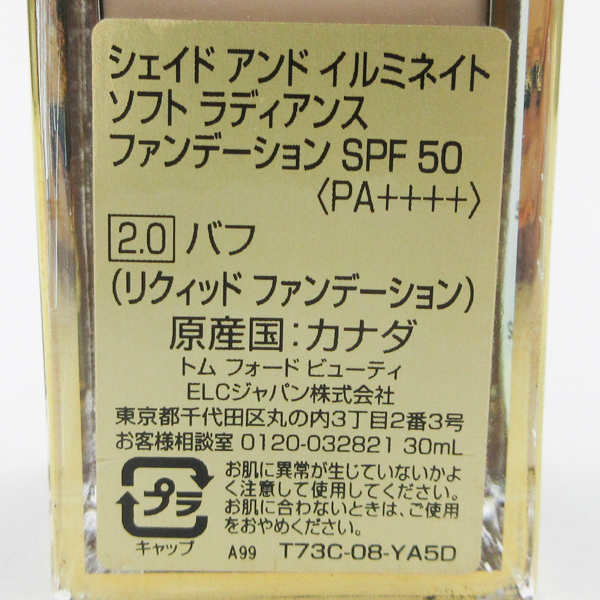 シェイド アンド イルミネイト
ソフト ラディアンス
ファンデーション SPF 50
〈PA++++〉
2.0 バフ
(リクィッド ファンデーション)
原産国:カナダ
トム フォード ビューティ
ELCジャパン株式会社
東京都千代田区丸の内3丁目2番3号
お客様相談室 0120-032821 30mL
お肌に異常が生じていないかよ
く注意して使用してください。
お肌に合わないときは、ご使用
をおやめください。
プラ
キャップ
A99 T73C-08-YA5D